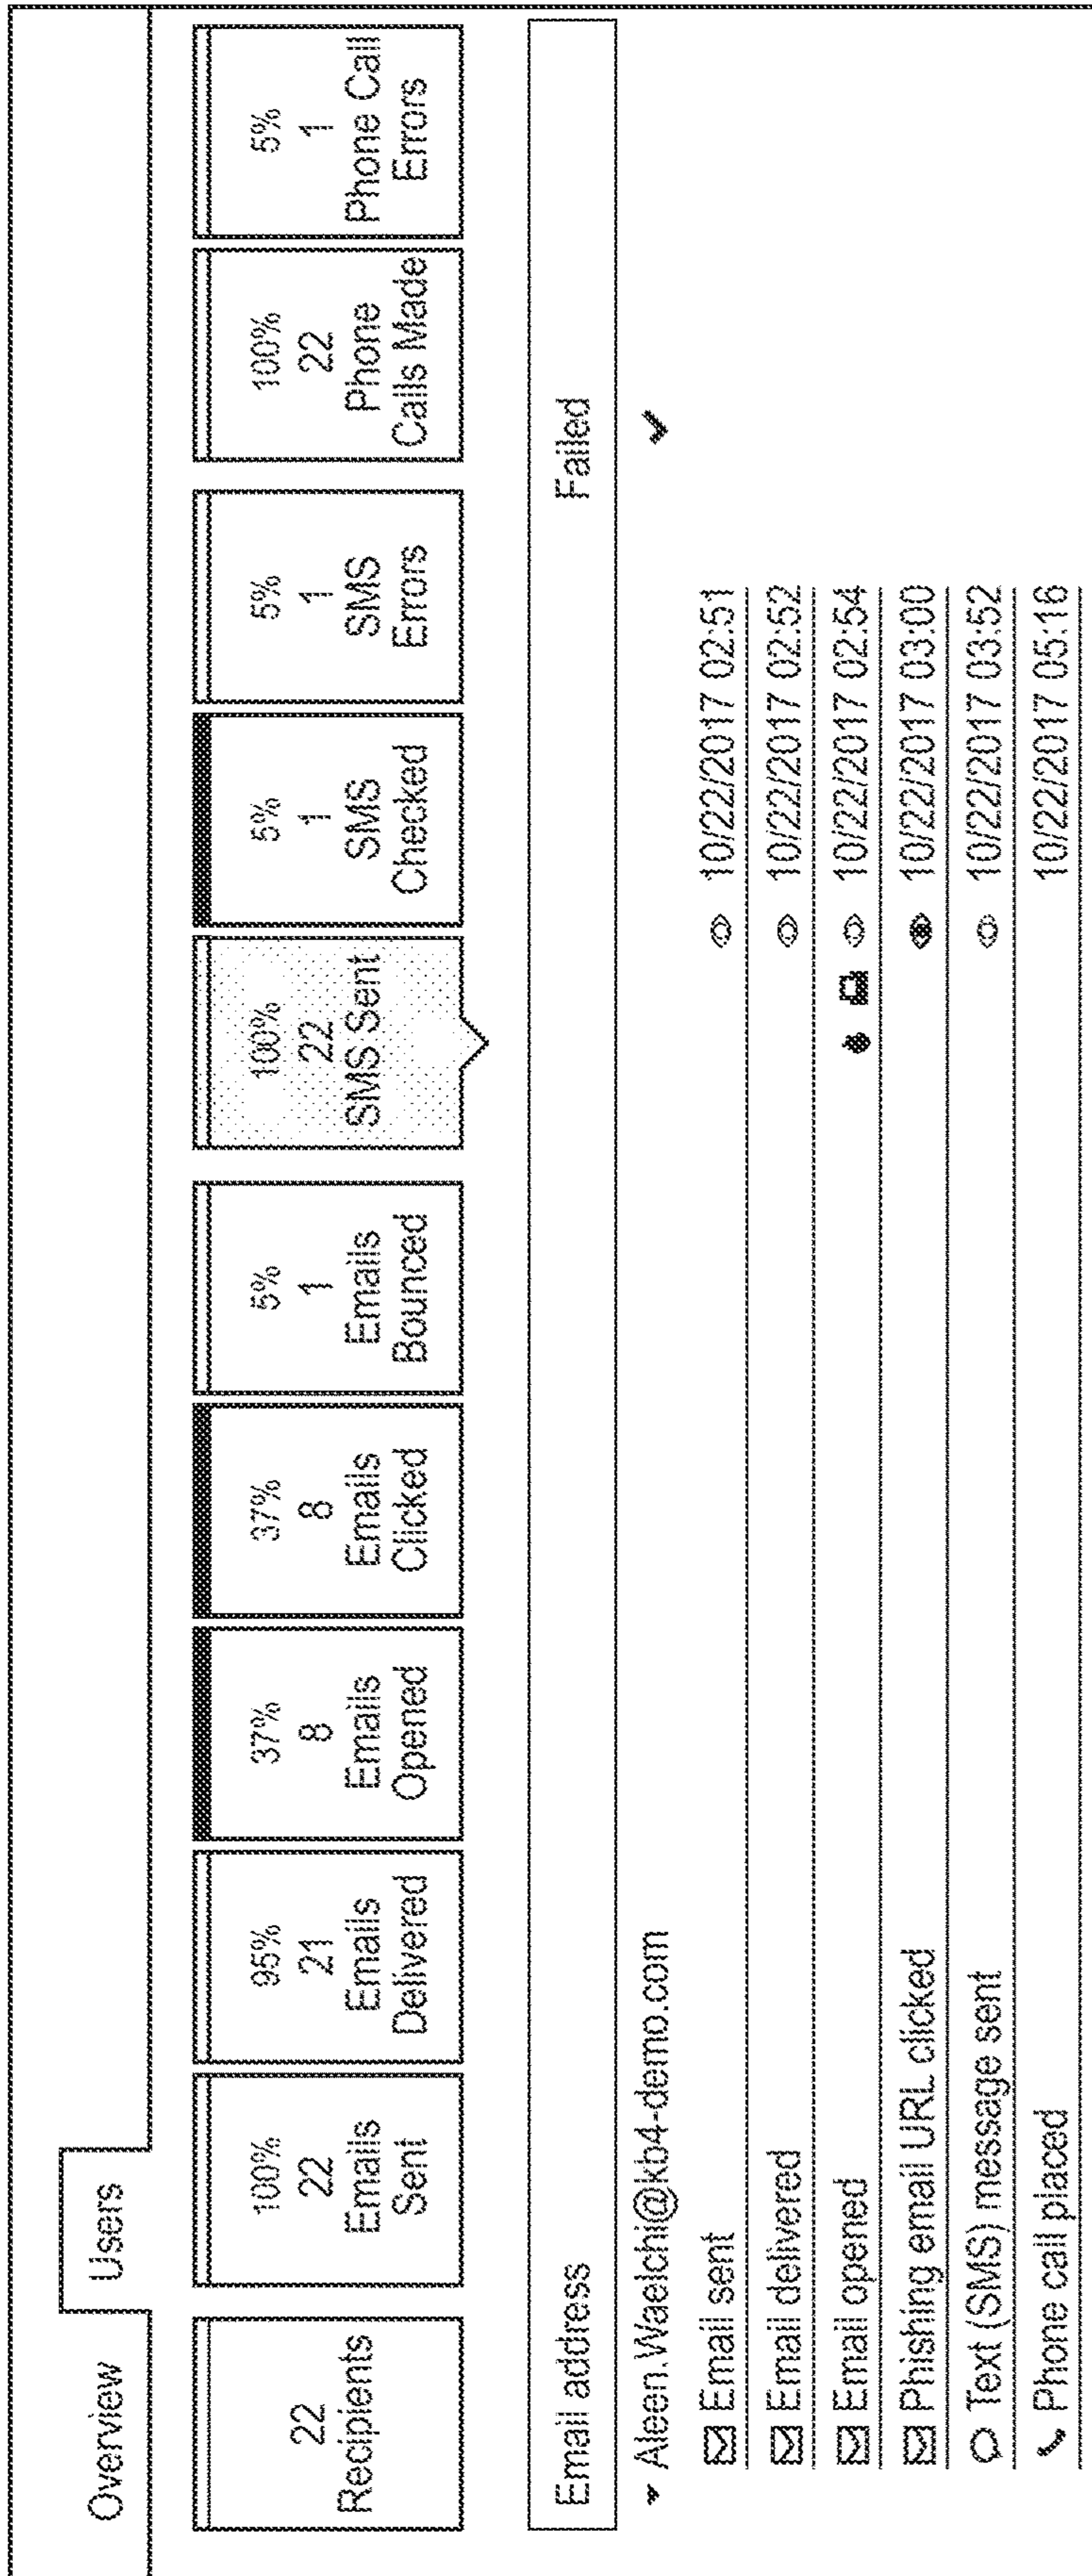 Overview
Users
22
Recipients
100%
22
Emails
Sent
95%
21
Emails
Delivered
37%
8
Emails
Opened
37%
8
Emails
Clicked
5%
1
Emails
Bounced
100%
22
SMS Sent
5%
1
SMS
Checked
5%
1
SMS
Errors
100%
22
Phone
Calls Made
5%
1
Phone Call
Errors
Email address Failed
Aleen.Waelchi@kb4-demo.com
Email sent 10/22/2017 02:51
Email delivered 10/22/2017 02:52
Email opened 10/22/2017 02:54
Phishing email URL clicked 10/22/2017 03:00
Text (SMS) message sent 10/22/2017 03:52
Phone call placed 10/22/2017 05:16